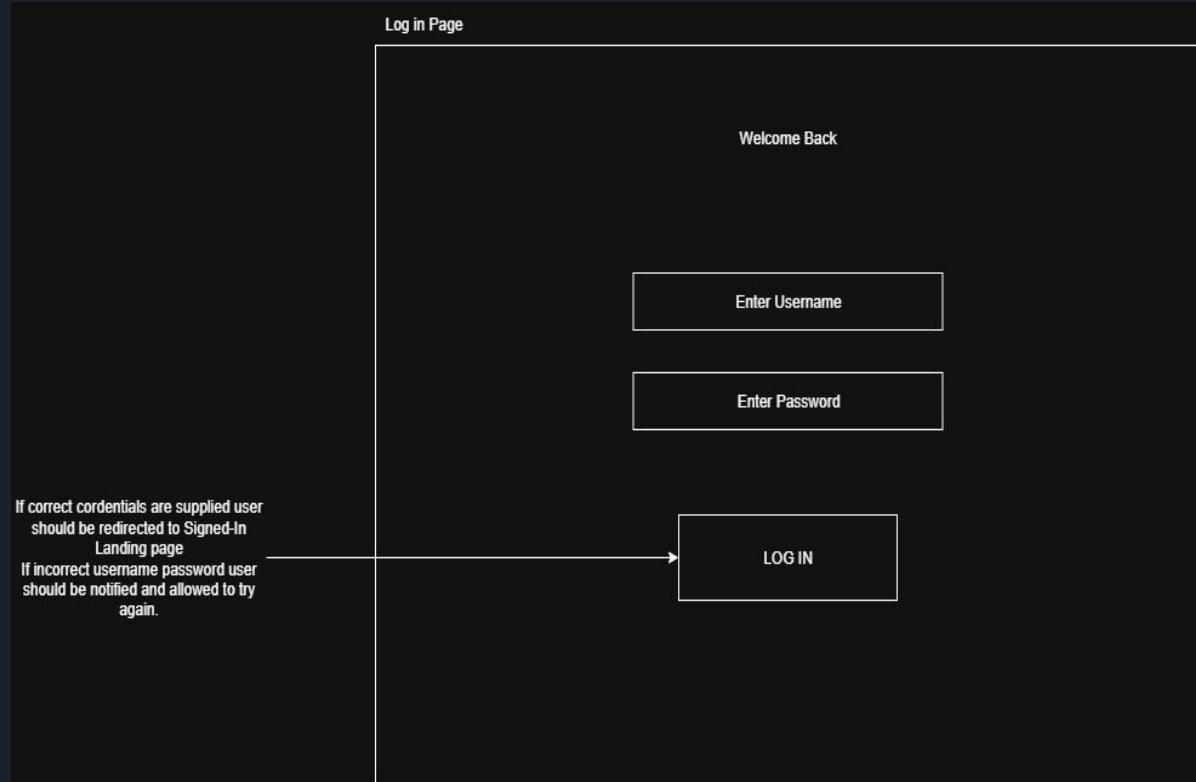 Log in Page
Welcome Back
Enter Username
Enter Password
If correct cordentials are supplied user
should be redirected to Signed-In
Landing page
If incorrect username password user
should be notified and allowed to try
again.
LOG IN